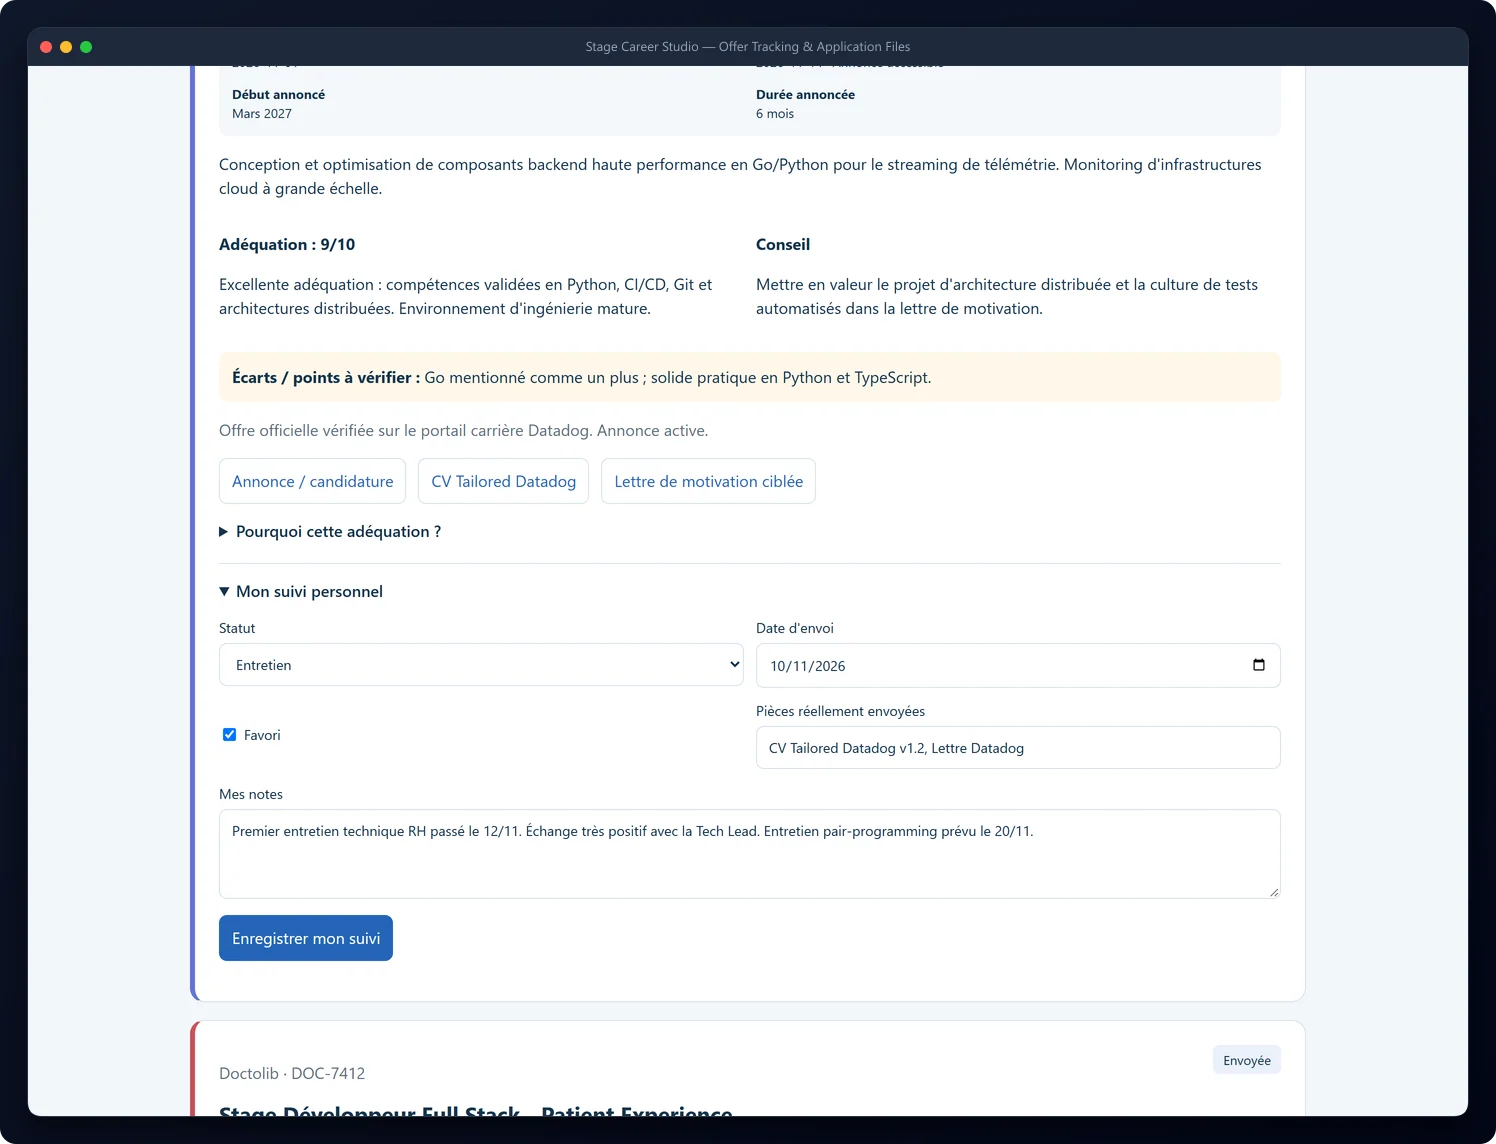 Stage Career Studio — Offer Tracking & Application Files
Début annoncé
Mars 2027
Durée annoncée
6 mois
Conception et optimisation de composants backend haute performance en Go/Python pour le streaming de télémétrie. Monitoring d'infrastructures
cloud à grande échelle.
Adéquation : 9/10
Excellente adéquation : compétences validées en Python, CI/CD, Git et
architectures distribuées. Environnement d'ingénierie mature.
Conseil
Mettre en valeur le projet d'architecture distribuée et la culture de tests
automatisés dans la lettre de motivation.
Écarts / points à vérifier : Go mentionné comme un plus ; solide pratique en Python et TypeScript.
Offre officielle vérifiée sur le portail carrière Datadog. Annonce active.
Annonce / candidature
CV Tailored Datadog
Lettre de motivation ciblée
Pourquoi cette adéquation ?
Mon suivi personnel
Statut
Entretien
Date d'envoi
10/11/2026
Favori
Pièces réellement envoyées
CV Tailored Datadog v1.2, Lettre Datadog
Mes notes
Premier entretien technique RH passé le 12/11. Échange très positif avec la Tech Lead. Entretien pair-programming prévu le 20/11.
Enregistrer mon suivi
Doctolib · DOC-7412
Envoyée
Stage Développeur Full Stack - Patient Experience